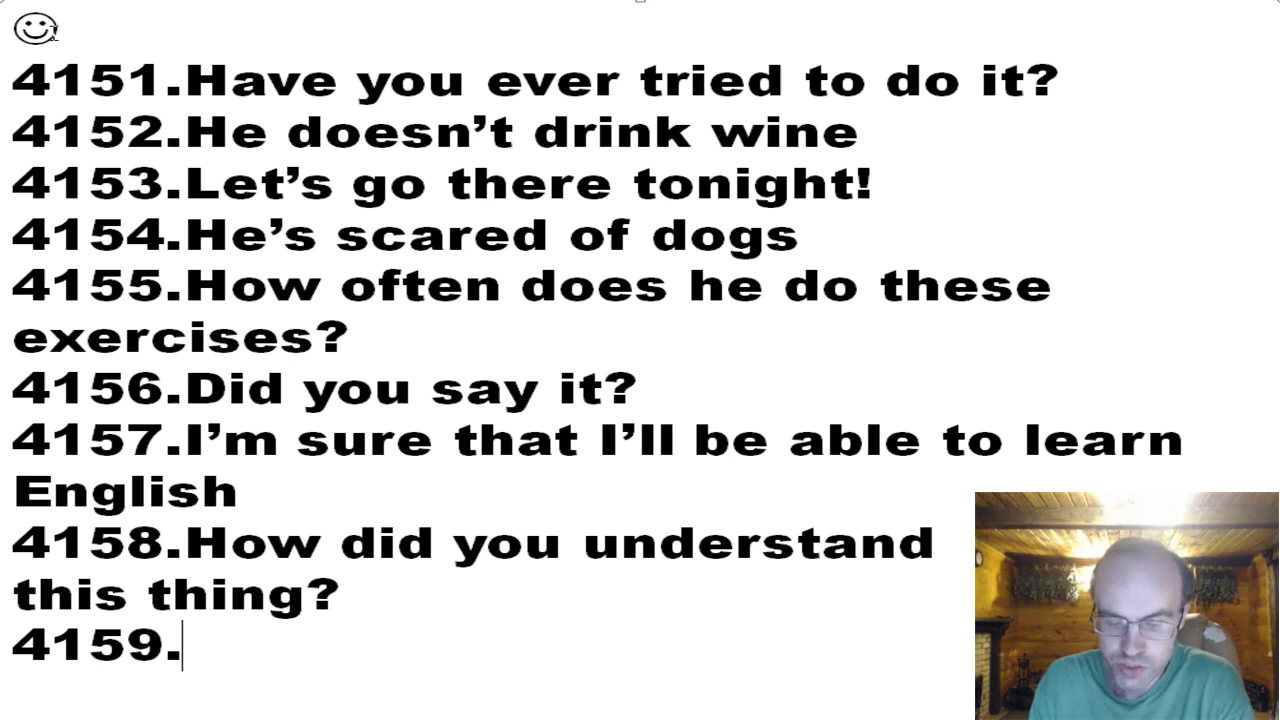 4151.Have you ever tried to do it?
4152.He doesn’t drink wine
4153.Let’s go there tonight!
4154.He’s scared of dogs
4155.How often does he do these
exercises?
4156.Did you say it?
4157.I’m sure that I’ll be able to learn
English
4158.How did you understand
this thing?
4159.